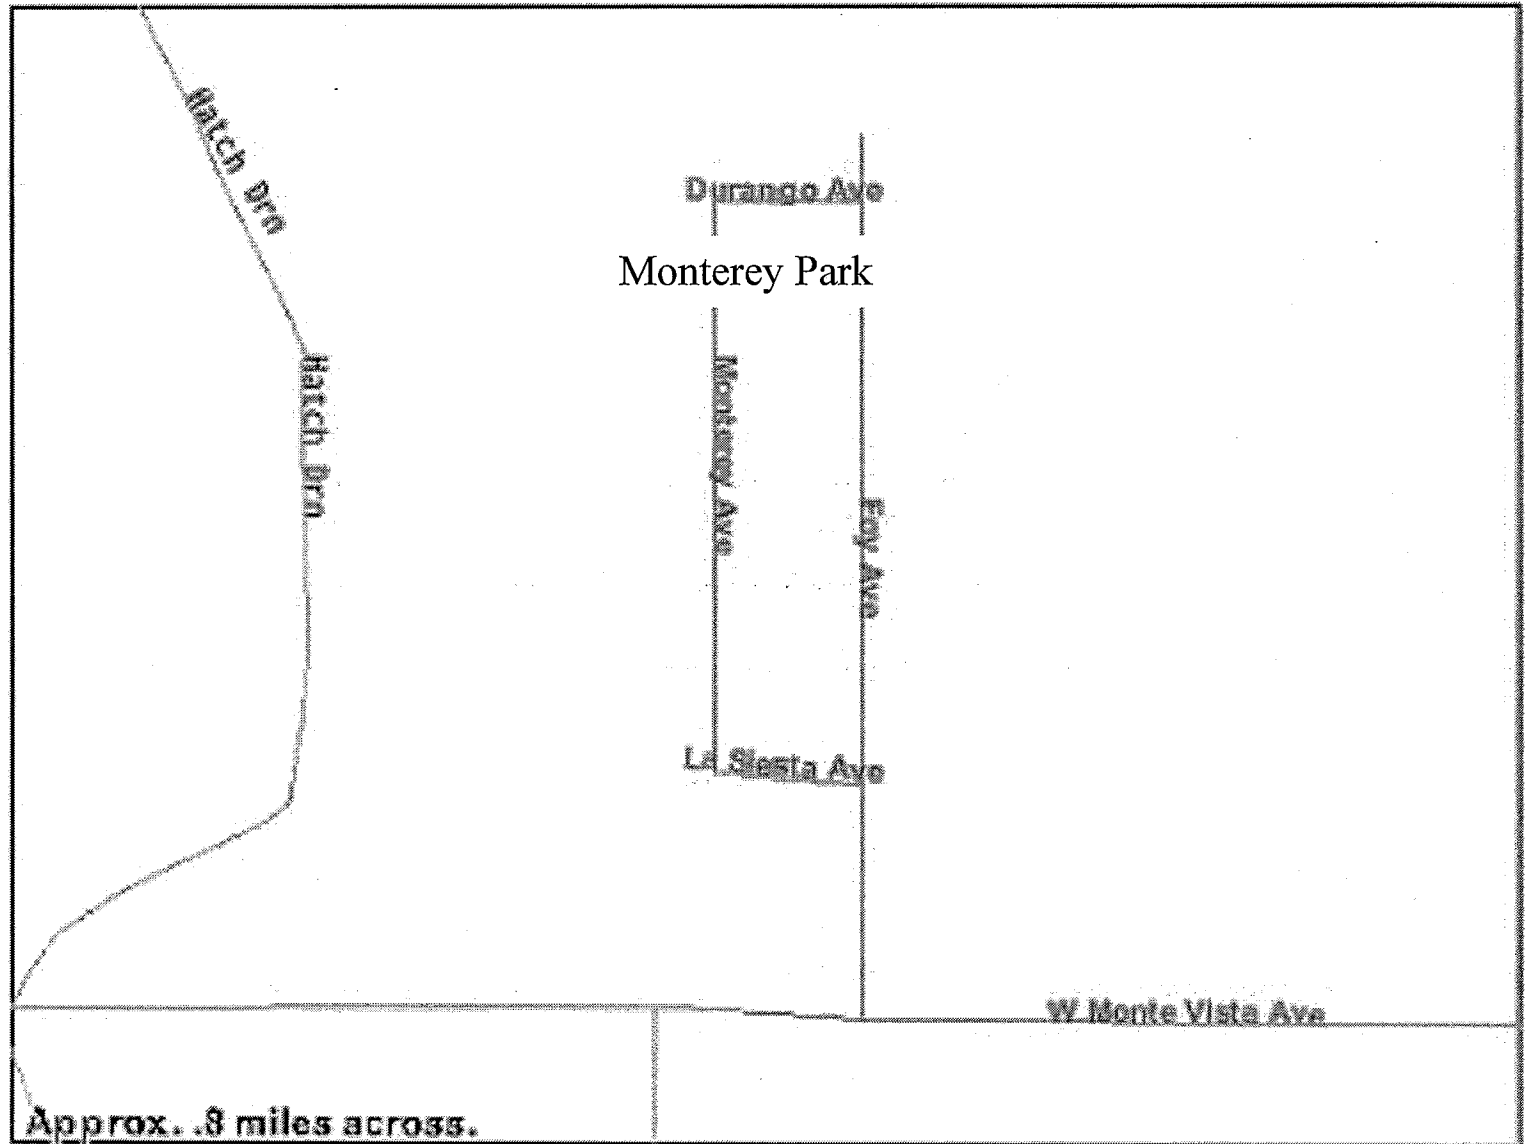 Hatch Drn
Durango Ave
Monterey Park
Hatch Drn
Monterey Ave
Foy Ave
La Siesta Ave
W Monte Vista Ave
Approx. .8 miles across.